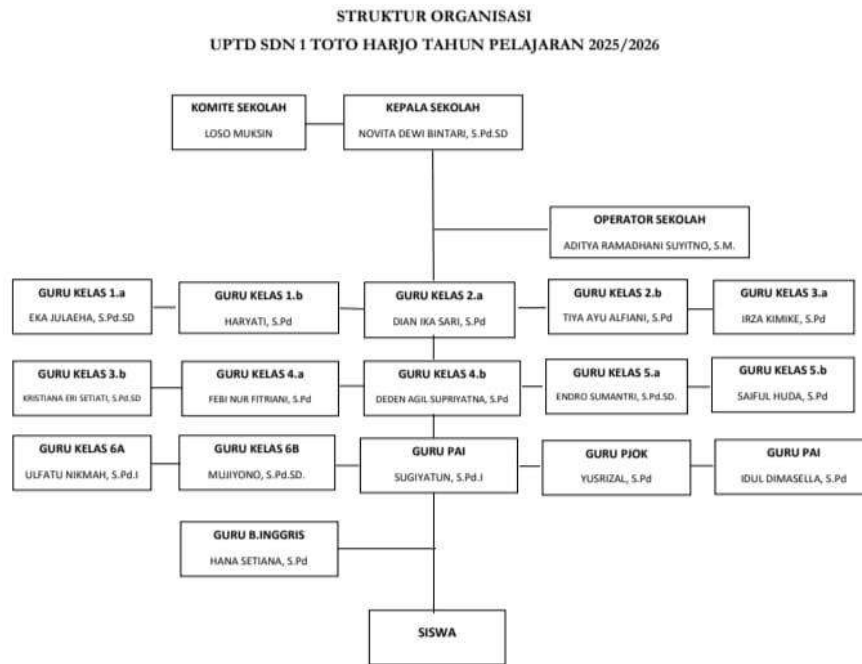 STRUKTUR ORGANISASI
UPTD SDN 1 TOTO HARJO TAHUN PELAJARAN 2025/2026
KOMITE SEKOLAH
LOSO MUKSIN
KEPALA SEKOLAH
NOVITA DEWI BINTARI, S.Pd.SD
OPERATOR SEKOLAH
ADITYA RAMADHANI SUYITNO, S.M.
GURU KELAS 1.a
EKA JULAEHA, S.Pd.SD
GURU KELAS 1.b
HARYATI, S.Pd
GURU KELAS 2.a
DIAN IKA SARI, S.Pd
GURU KELAS 2.b
TIYA AYU ALFIANI, S.Pd
GURU KELAS 3.a
IRZA KIMIKE, S.Pd
GURU KELAS 3.b
KRISTIANA ERI SETIATI, S.Pd.SD
GURU KELAS 4.a
FEBI NUR FITRIANI, S.Pd
GURU KELAS 4.b
DEDEN AGIL SUPRIYATNA, S.Pd
GURU KELAS 5.a
ENDRO SUMANTRI, S.Pd.SD.
GURU KELAS 5.b
SAIFUL HUDA, S.Pd
GURU KELAS 6A
ULFATU NIKMAH, S.Pd.I
GURU KELAS 6B
MUJIYONO, S.Pd.SD.
GURU PAI
SUGIYATUN, S.Pd.I
GURU PJOK
YUSRIZAL, S.Pd
GURU PAI
IDUL DIMASELLA, S.Pd
GURU B.INGGRIS
HANA SETIANA, S.Pd
SISWA